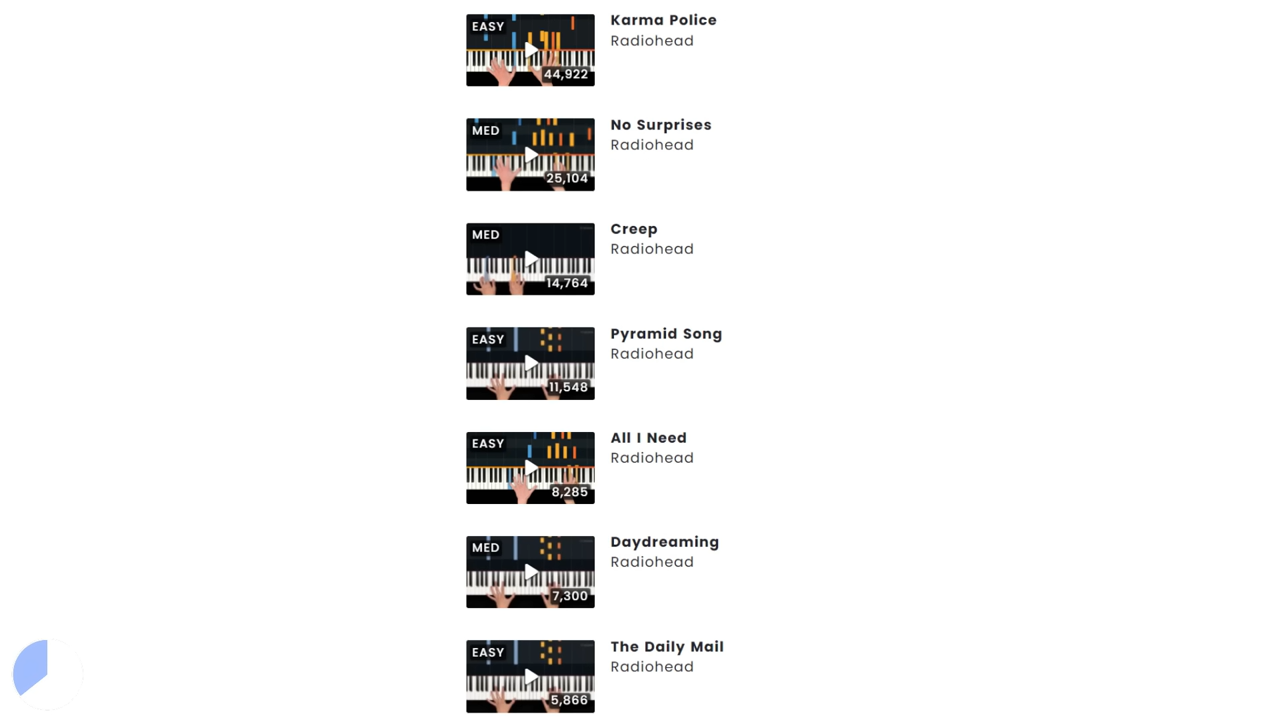 EASY
Karma Police
Radiohead
44,922
MED
No Surprises
Radiohead
25,104
MED
Creep
Radiohead
14,764
EASY
Pyramid Song
Radiohead
11,548
EASY
All I Need
Radiohead
8,285
MED
Daydreaming
Radiohead
7,300
EASY
The Daily Mail
Radiohead
5,866